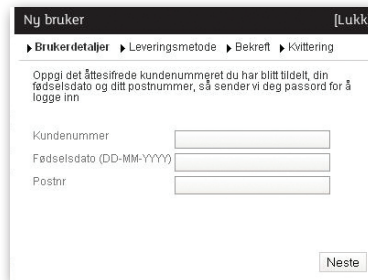 Ny bruker [Lukk
Brukerdetaljer Leveringsmetode Bekreft Kvittering
Oppgi det åttesifrede kundenummeret du har blitt tildelt, din
fødselsdato og ditt postnummer, så sender vi deg passord for å
logge inn
Kundenummer
Fødselsdato (DD-MM-YYYY)
Postnr
Neste